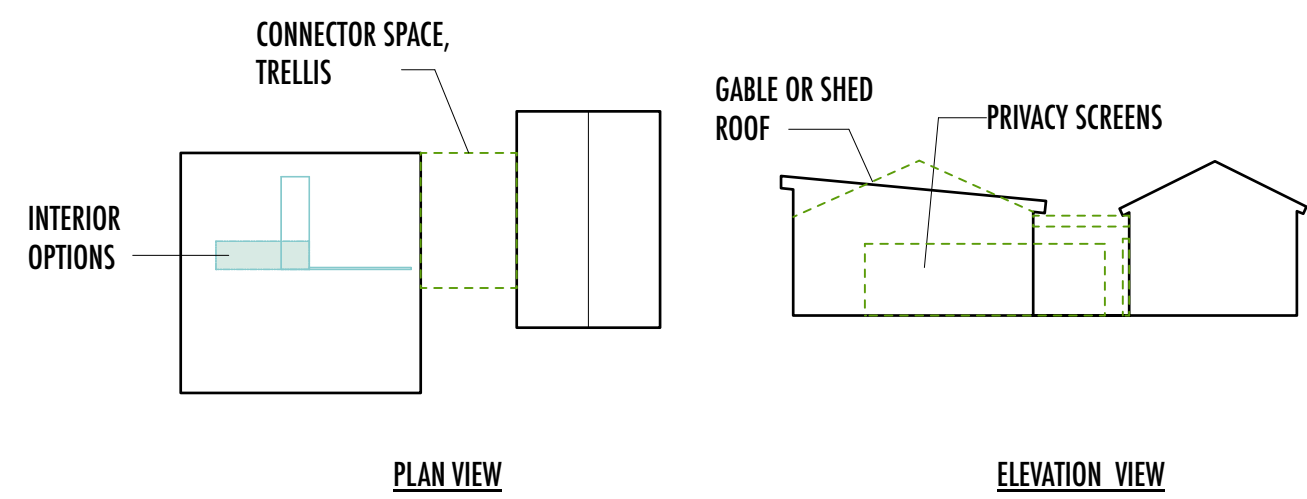 CONNECTOR SPACE,
TRELLIS
INTERIOR
OPTIONS
PLAN VIEW
GABLE OR SHED
ROOF
PRIVACY SCREENS
ELEVATION VIEW